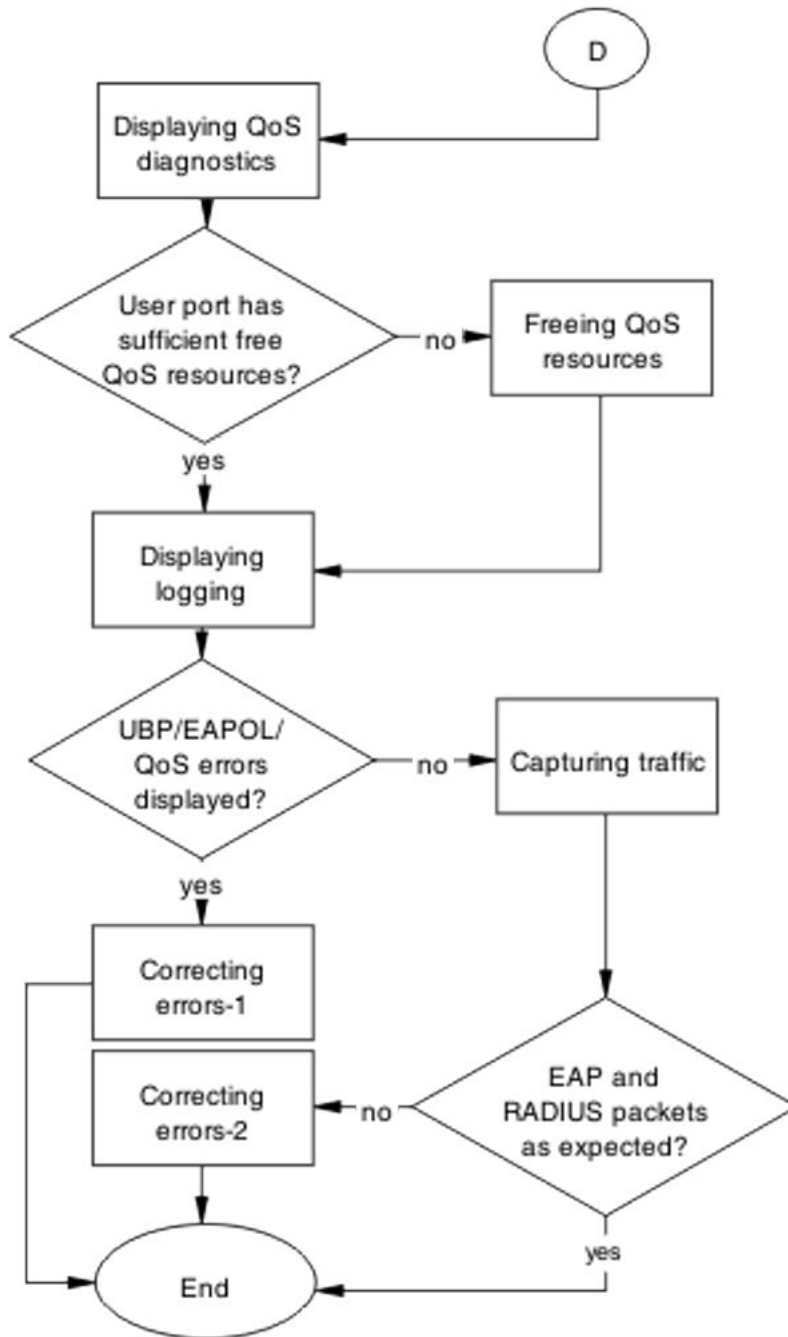 D
Displaying QoS
diagnostics
User port has
sufficient free
QoS resources?
no
Freeing QoS
resources
yes
Displaying
logging
UBP/EAPOL/
QoS errors
displayed?
no
Capturing traffic
yes
Correcting
errors-1
EAP and
RADIUS packets
as expected?
no
Correcting
errors-2
yes
End